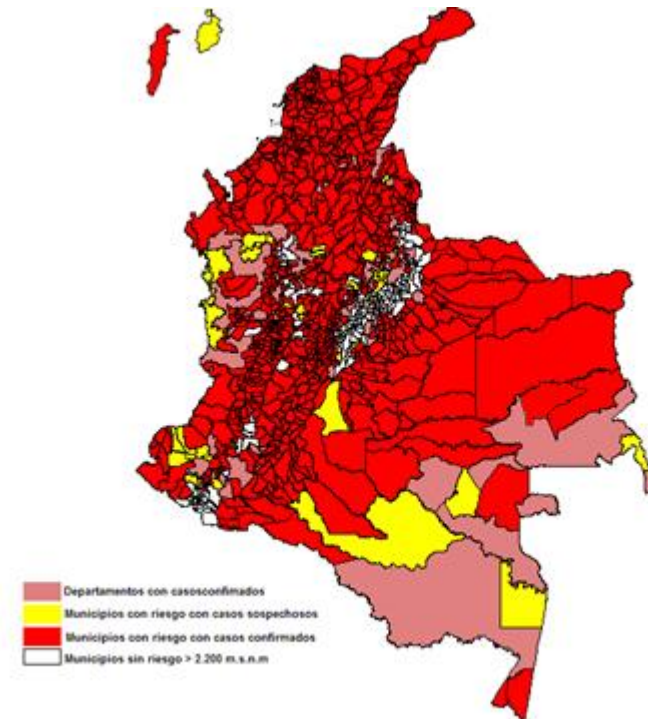 Departamentos con casosconfimados
Municipios con riesgo con casos sospechosos
Municipios con riesgo con casos confirmados
Municipios sin riesgo > 2.200 m.s.n.m